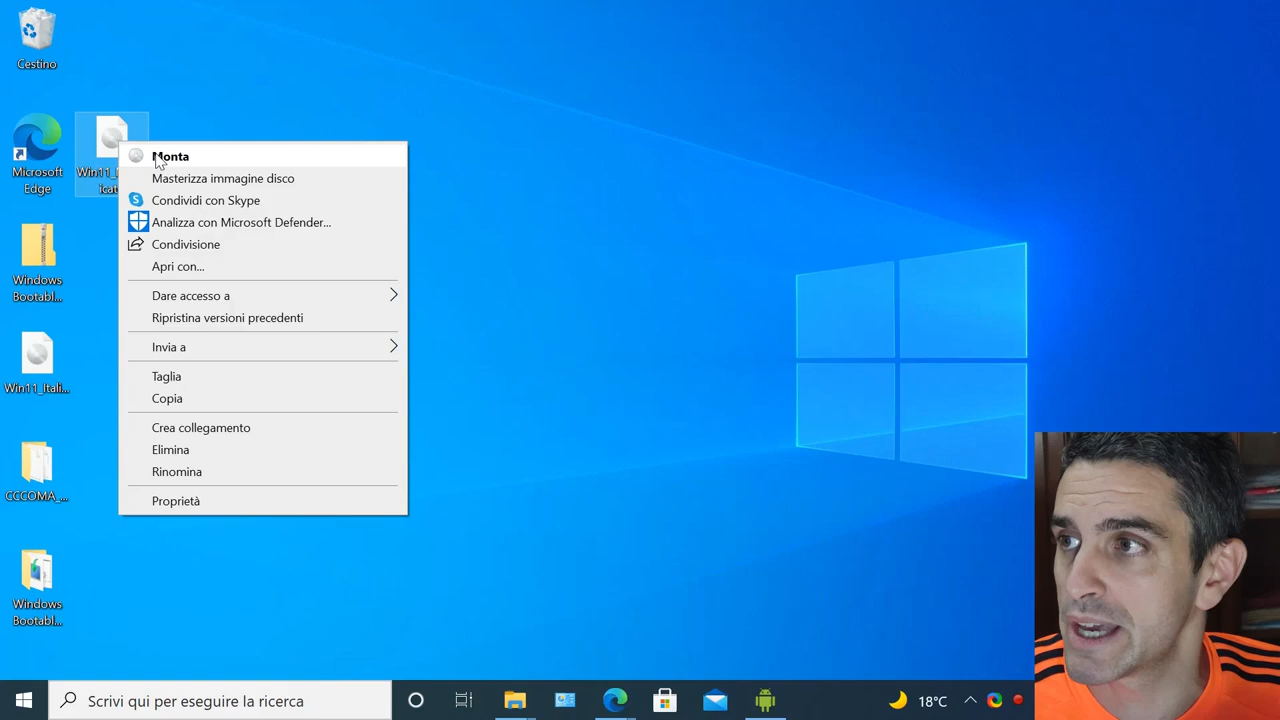 Cestino
Microsoft
Edge
Win11_
icat
Windows
Bootabl...
Win11_Itali...
CCCOMA_...
Windows
Bootabl...
Monta
Masterizza immagine disco
Condividi con Skype
Analizza con Microsoft Defender...
Condivisione
Apri con...
Dare accesso a
Ripristina versioni precedenti
Invia a
Taglia
Copia
Crea collegamento
Elimina
Rinomina
Proprietà
Scrivi qui per eseguire la ricerca
18°C